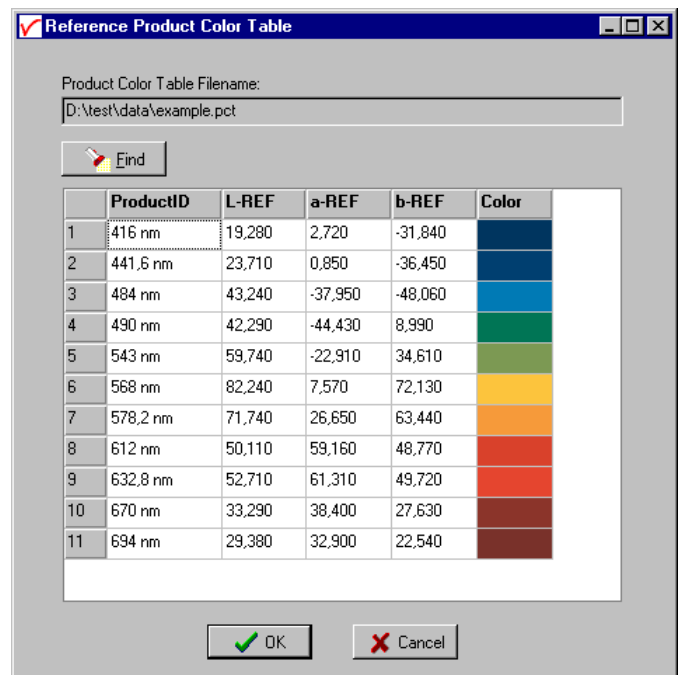 Reference Product Color Table
Product Color Table Filename:
D:\test\data\example.pct
Find
ProductID L-REF a-REF b-REF Color
1 416 nm 19,280 2,720 -31,840
2 441,6 nm 23,710 0,850 -36,450
3 484 nm 43,240 -37,950 -48,060
4 490 nm 42,290 -44,430 8,990
5 543 nm 59,740 -22,910 34,610
6 568 nm 82,240 7,570 72,130
7 578,2 nm 71,740 26,650 63,440
8 612 nm 50,110 59,160 48,770
9 632,8 nm 52,710 61,310 49,720
10 670 nm 33,290 38,400 27,630
11 694 nm 29,380 32,900 22,540
OK Cancel